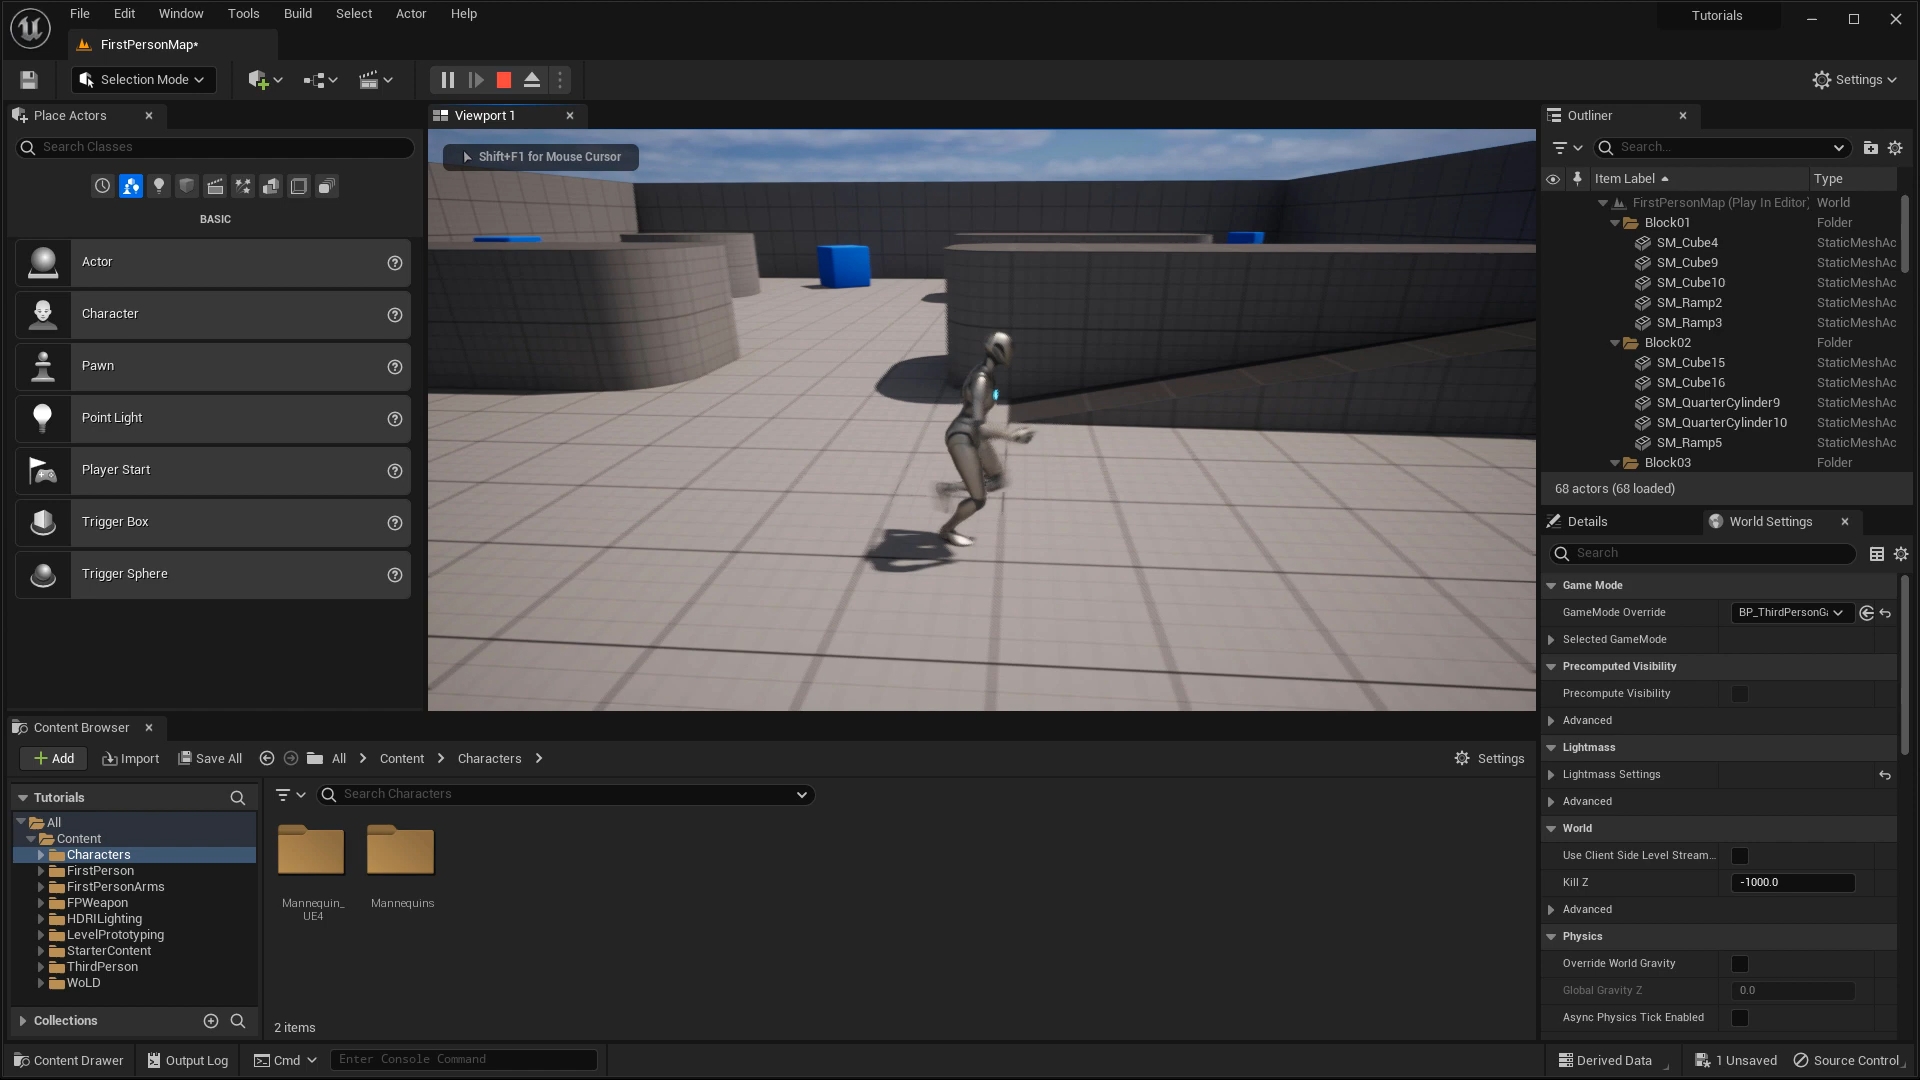 File Edit Window Tools Build Select Actor Help
Tutorials
FirstPersonMap*
Selection Mode
Settings
Place Actors
Search Classes
BASIC
Actor
Character
Pawn
Point Light
Player Start
Trigger Box
Trigger Sphere
Viewport 1
Shift+F1 for Mouse Cursor
Outliner
Search...
Item Label Type
FirstPersonMap (Play In Editor) World
Block01 Folder
SM_Cube4 StaticMeshAc
SM_Cube9 StaticMeshAc
SM_Cube10 StaticMeshAc
SM_Ramp2 StaticMeshAc
SM_Ramp3 StaticMeshAc
Block02 Folder
SM_Cube15 StaticMeshAc
SM_Cube16 StaticMeshAc
SM_QuarterCylinder9 StaticMeshAc
SM_QuarterCylinder10 StaticMeshAc
SM_Ramp5 StaticMeshAc
Block03 Folder
68 actors (68 loaded)
Details World Settings
Search
Game Mode
GameMode Override BP_ThirdPersonGa
Selected GameMode
Precomputed Visibility
Precompute Visibility
Advanced
Lightmass
Lightmass Settings
Advanced
World
Use Client Side Level Stream...
Kill Z -1000.0
Advanced
Physics
Override World Gravity
Global Gravity Z 0.0
Async Physics Tick Enabled
Content Browser
Add Import Save All All Content Characters Settings
Tutorials
All
Content
Characters
FirstPerson
FirstPersonArms
FPWeapon
HDRILighting
LevelPrototyping
StarterContent
ThirdPerson
WoLD
Collections
Search Characters
Mannequin_
UE4
Mannequins
2 items
Content Drawer Output Log Cmd Enter Console Command Derived Data 1 Unsaved Source Control